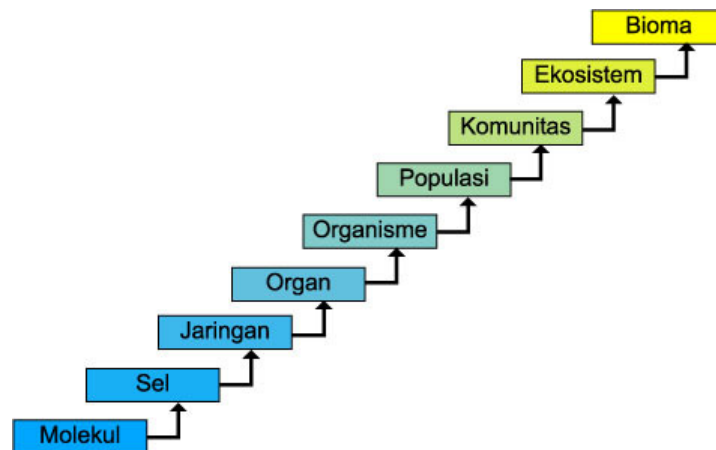 Bioma
Ekosistem
Komunitas
Populasi
Organisme
Organ
Jaringan
Sel
Molekul